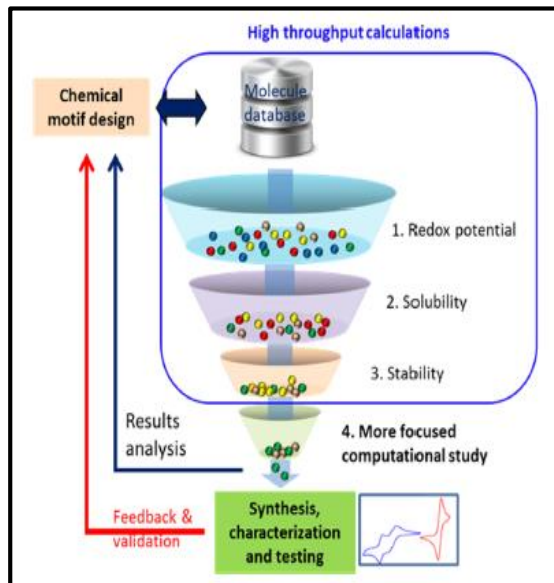 High throughput calculations
Chemical
motif design
Molecule
database
1. Redox potential
2. Solubility
3. Stability
Results
analysis
4. More focused
computational study
Feedback &
validation
Synthesis,
characterization
and testing